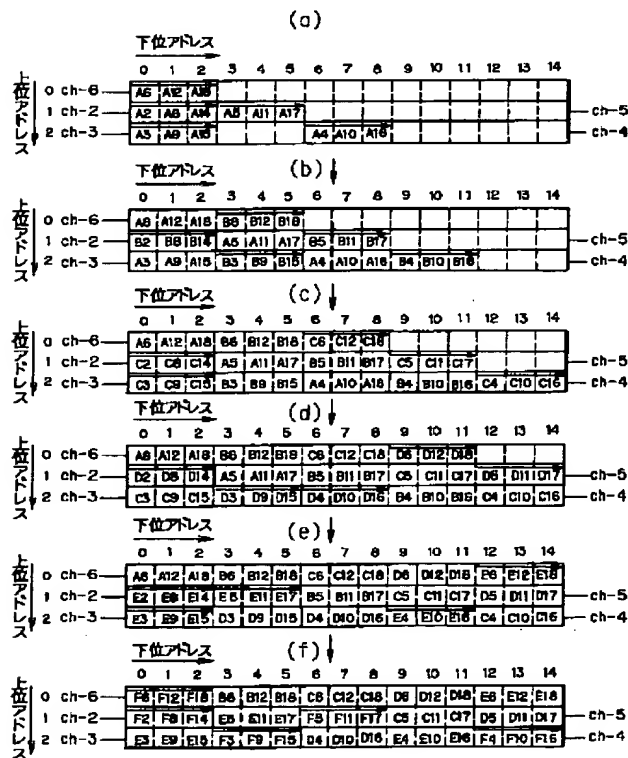 (a)
下位アドレス
0 1 2 3 4 5 6 7 8 9 10 11 12 13 14
上位アドレス
0 ch-6 A6 A12 A18
1 ch-2 A2 A8 A14 A5 A11 A17 ch-5
2 ch-3 A3 A9 A15 A4 A10 A16 ch-4
(b)
下位アドレス
0 1 2 3 4 5 6 7 8 9 10 11 12 13 14
上位アドレス
0 ch-6 A6 A12 A18 B6 B12 B18
1 ch-2 B2 B8 B14 A5 A11 A17 B5 B11 B17 ch-5
2 ch-3 A3 A9 A15 B3 B9 B15 A4 A10 A16 B4 B10 B16 ch-4
(c)
下位アドレス
0 1 2 3 4 5 6 7 8 9 10 11 12 13 14
上位アドレス
0 ch-6 A6 A12 A18 B6 B12 B18 C6 C12 C18
1 ch-2 C2 C8 C14 A5 A11 A17 B5 B11 B17 C5 C11 C17 ch-5
2 ch-3 C3 C9 C15 B3 B9 B15 A4 A10 A16 B4 B10 B16 C4 C10 C16 ch-4
(d)
下位アドレス
0 1 2 3 4 5 6 7 8 9 10 11 12 13 14
上位アドレス
0 ch-6 A6 A12 A18 B6 B12 B18 C6 C12 C18 D6 D12 D18
1 ch-2 D2 D8 D14 A5 A11 A17 B5 B11 B17 C5 C11 C17 D5 D11 D17 ch-5
2 ch-3 C3 C9 C15 D3 D9 D15 D4 D10 D16 B4 B10 B16 C4 C10 C16 ch-4
(e)
下位アドレス
0 1 2 3 4 5 6 7 8 9 10 11 12 13 14
上位アドレス
0 ch-6 A6 A12 A18 B6 B12 B18 C6 C12 C18 D6 D12 D18 E6 E12 E18
1 ch-2 E2 E8 E14 E5 E11 E17 B5 B11 B17 C5 C11 C17 D5 D11 D17 ch-5
2 ch-3 E3 E9 E15 D3 D9 D15 D4 D10 D16 E4 E10 E16 C4 C10 C16 ch-4
(f)
下位アドレス
0 1 2 3 4 5 6 7 8 9 10 11 12 13 14
上位アドレス
0 ch-6 F6 F12 F18 B6 B12 B18 C6 C12 C18 D6 D12 D18 E6 E12 E18
1 ch-2 F2 F8 F14 E5 E11 E17 F5 F11 F17 C5 C11 C17 D5 D11 D17 ch-5
2 ch-3 E3 E9 E15 F3 F9 F15 D4 D10 D16 E4 E10 E16 F4 F10 F16 ch-4